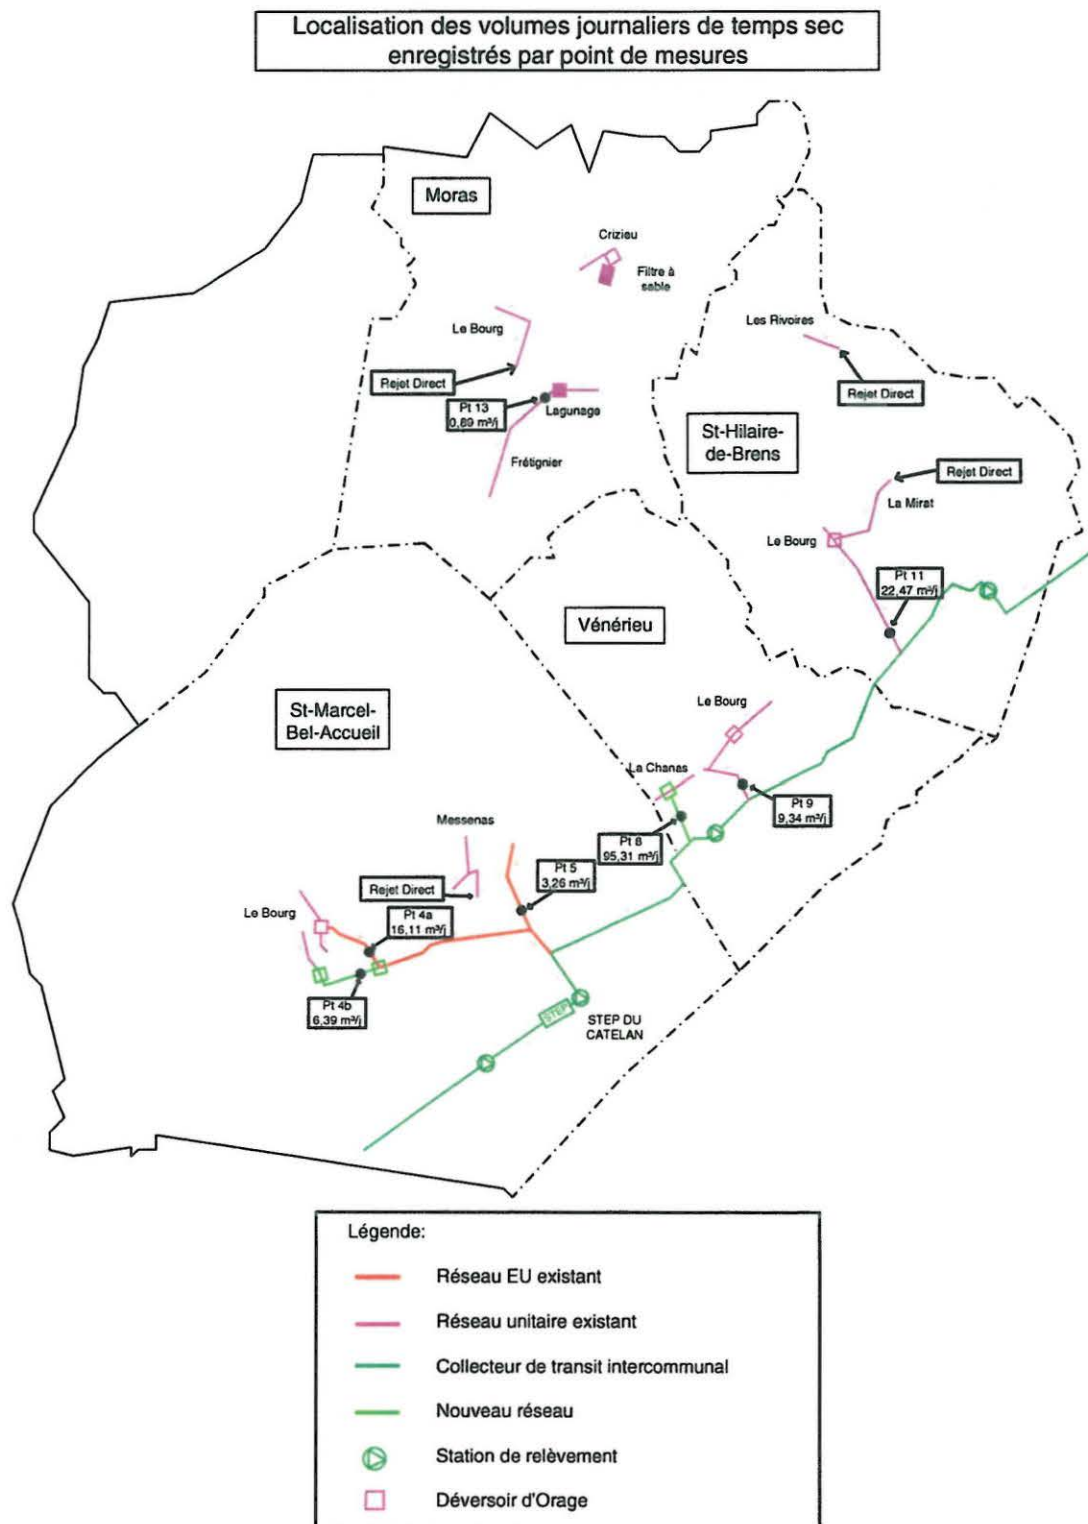 Localisation des volumes journaliers de temps sec
enregistrés par point de mesures
Moras
Crizieu
Filtre à
sable
Le Bourg
Les Rivoires
Rejet Direct
Rejet Direct
Pt 13
0,89 m³/j
Lagunage
St-Hilaire-
de-Brens
Frétignier
Rejet Direct
La Mirat
Le Bourg
Pt 11
22,47 m³/j
Vénérieu
St-Marcel-
Bel-Accueil
Le Bourg
La Chanas
Pt 9
9,34 m³/j
Messenas
Pt 8
95,31 m³/j
Pt 5
3,26 m³/j
Rejet Direct
Le Bourg
Pt 4a
16,11 m³/j
Pt 4b
6,39 m³/j
STEP
STEP DU
CATELAN
Légende:
Réseau EU existant
Réseau unitaire existant
Collecteur de transit intercommunal
Nouveau réseau
Station de relèvement
Déversoir d'Orage